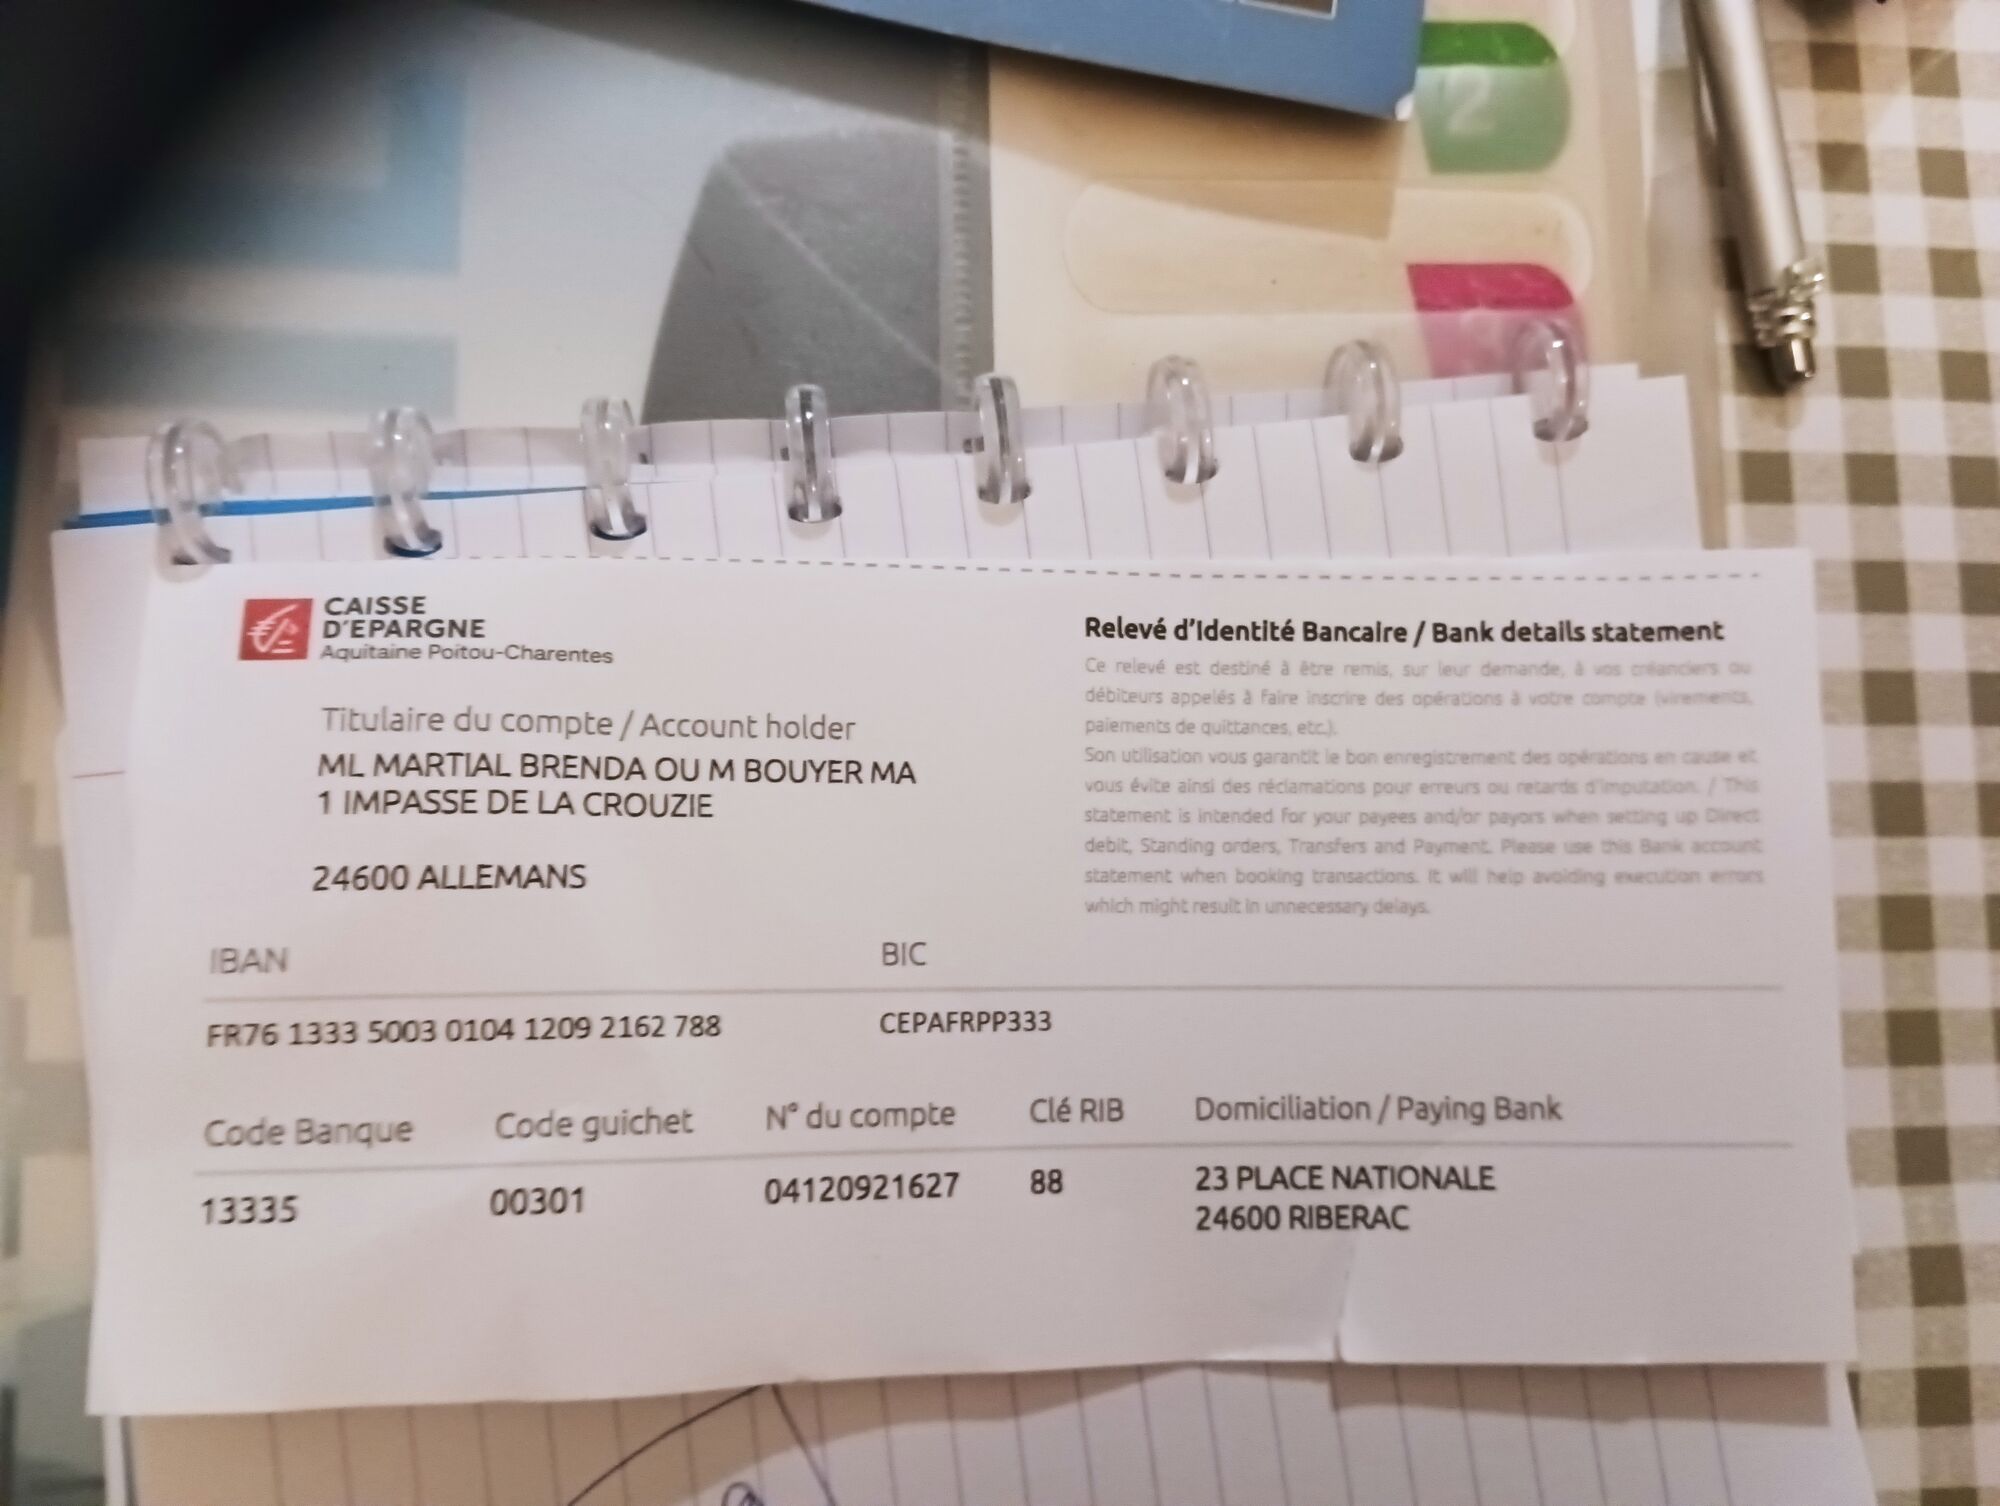 2
CAISSE
D'EPARGNE
Aquitaine Poitou-Charentes
Relevé d'Identité Bancaire / Bank details statement
Ce relevé est destiné à être remis, sur leur demande, à vos créanciers ou
débiteurs appelés à faire inscrire des opérations à votre compte (virements,
paiements de quittances, etc.).
Son utilisation vous garantit le bon enregistrement des opérations en cause et
vous évite ainsi des réclamations pour erreurs ou retards d'imputation. / This
statement is intended for your payees and/or payors when setting up Direct
debit, Standing orders, Transfers and Payment. Please use this Bank account
statement when booking transactions. It will help avoiding execution errors
which might result in unnecessary delays.
Titulaire du compte / Account holder
ML MARTIAL BRENDA OU M BOUYER MA
1 IMPASSE DE LA CROUZIE
24600 ALLEMANS
IBAN BIC
FR76 1333 5003 0104 1209 2162 788 CEPAFRPP333
Code Banque Code guichet N° du compte Clé RIB Domiciliation / Paying Bank
13335 00301 04120921627 88 23 PLACE NATIONALE
24600 RIBERAC